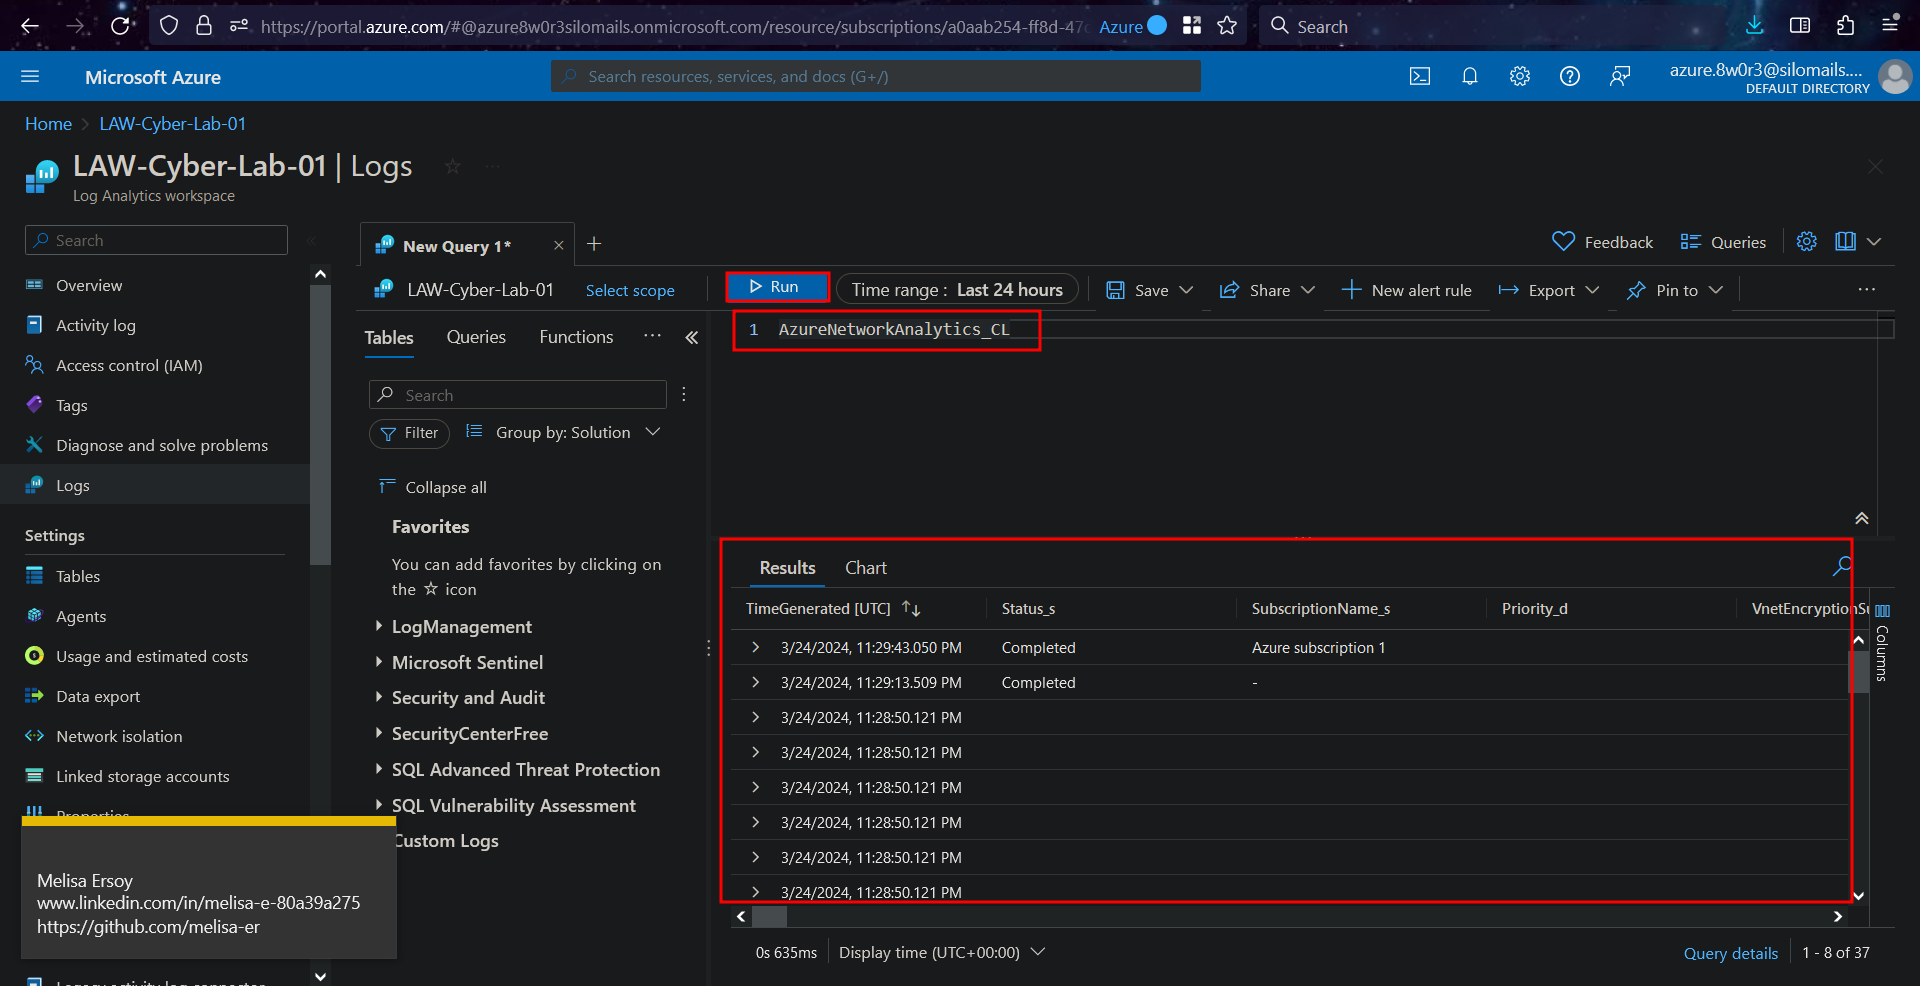 https://portal.azure.com/#@azure8w0r3silomails.onmicrosoft.com/resource/subscriptions/a0aab254-ff8d-47
Azure
Search
Microsoft Azure
Search resources, services, and docs (G+/)
azure.8w0r3@silomails....
DEFAULT DIRECTORY
Home > LAW-Cyber-Lab-01
LAW-Cyber-Lab-01 | Logs
Log Analytics workspace
Search
Overview
Activity log
Access control (IAM)
Tags
Diagnose and solve problems
Logs
Settings
Tables
Agents
Usage and estimated costs
Data export
Network isolation
Linked storage accounts
Properties
Melisa Ersoy
www.linkedin.com/in/melisa-e-80a39a275
https://github.com/melisa-er
New Query 1*
Feedback
Queries
LAW-Cyber-Lab-01
Select scope
Run
Time range : Last 24 hours
Save
Share
New alert rule
Export
Pin to
Tables
Queries
Functions
Search
Filter
Group by: Solution
Collapse all
Favorites
You can add favorites by clicking on
the ☆ icon
LogManagement
Microsoft Sentinel
Security and Audit
SecurityCenterFree
SQL Advanced Threat Protection
SQL Vulnerability Assessment
Custom Logs
1 AzureNetworkAnalytics_CL
Results
Chart
TimeGenerated [UTC] Status_s SubscriptionName_s Priority_d VnetEncryptionSu
3/24/2024, 11:29:43.050 PM Completed Azure subscription 1
3/24/2024, 11:29:13.509 PM Completed -
3/24/2024, 11:28:50.121 PM
3/24/2024, 11:28:50.121 PM
3/24/2024, 11:28:50.121 PM
3/24/2024, 11:28:50.121 PM
3/24/2024, 11:28:50.121 PM
3/24/2024, 11:28:50.121 PM
Columns
0s 635ms
Display time (UTC+00:00)
Query details
1 - 8 of 37